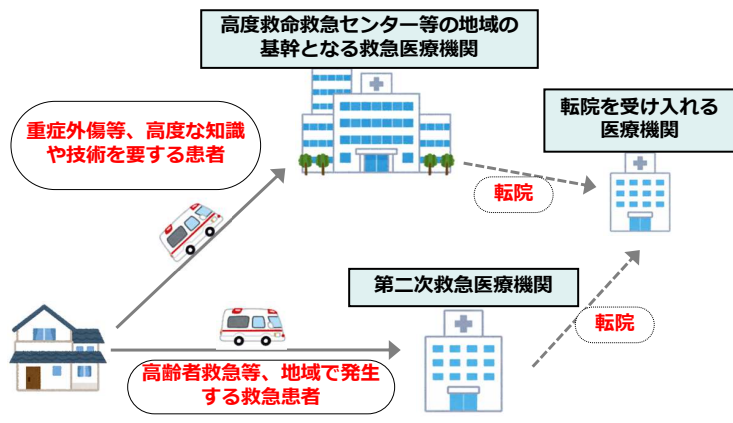 高度救命救急センター等の地域の
基幹となる救急医療機関
転院を受け入れる
医療機関
重症外傷等、高度な知識
や技術を要する患者
転院
第二次救急医療機関
転院
高齢者救急等、地域で発生
する救急患者